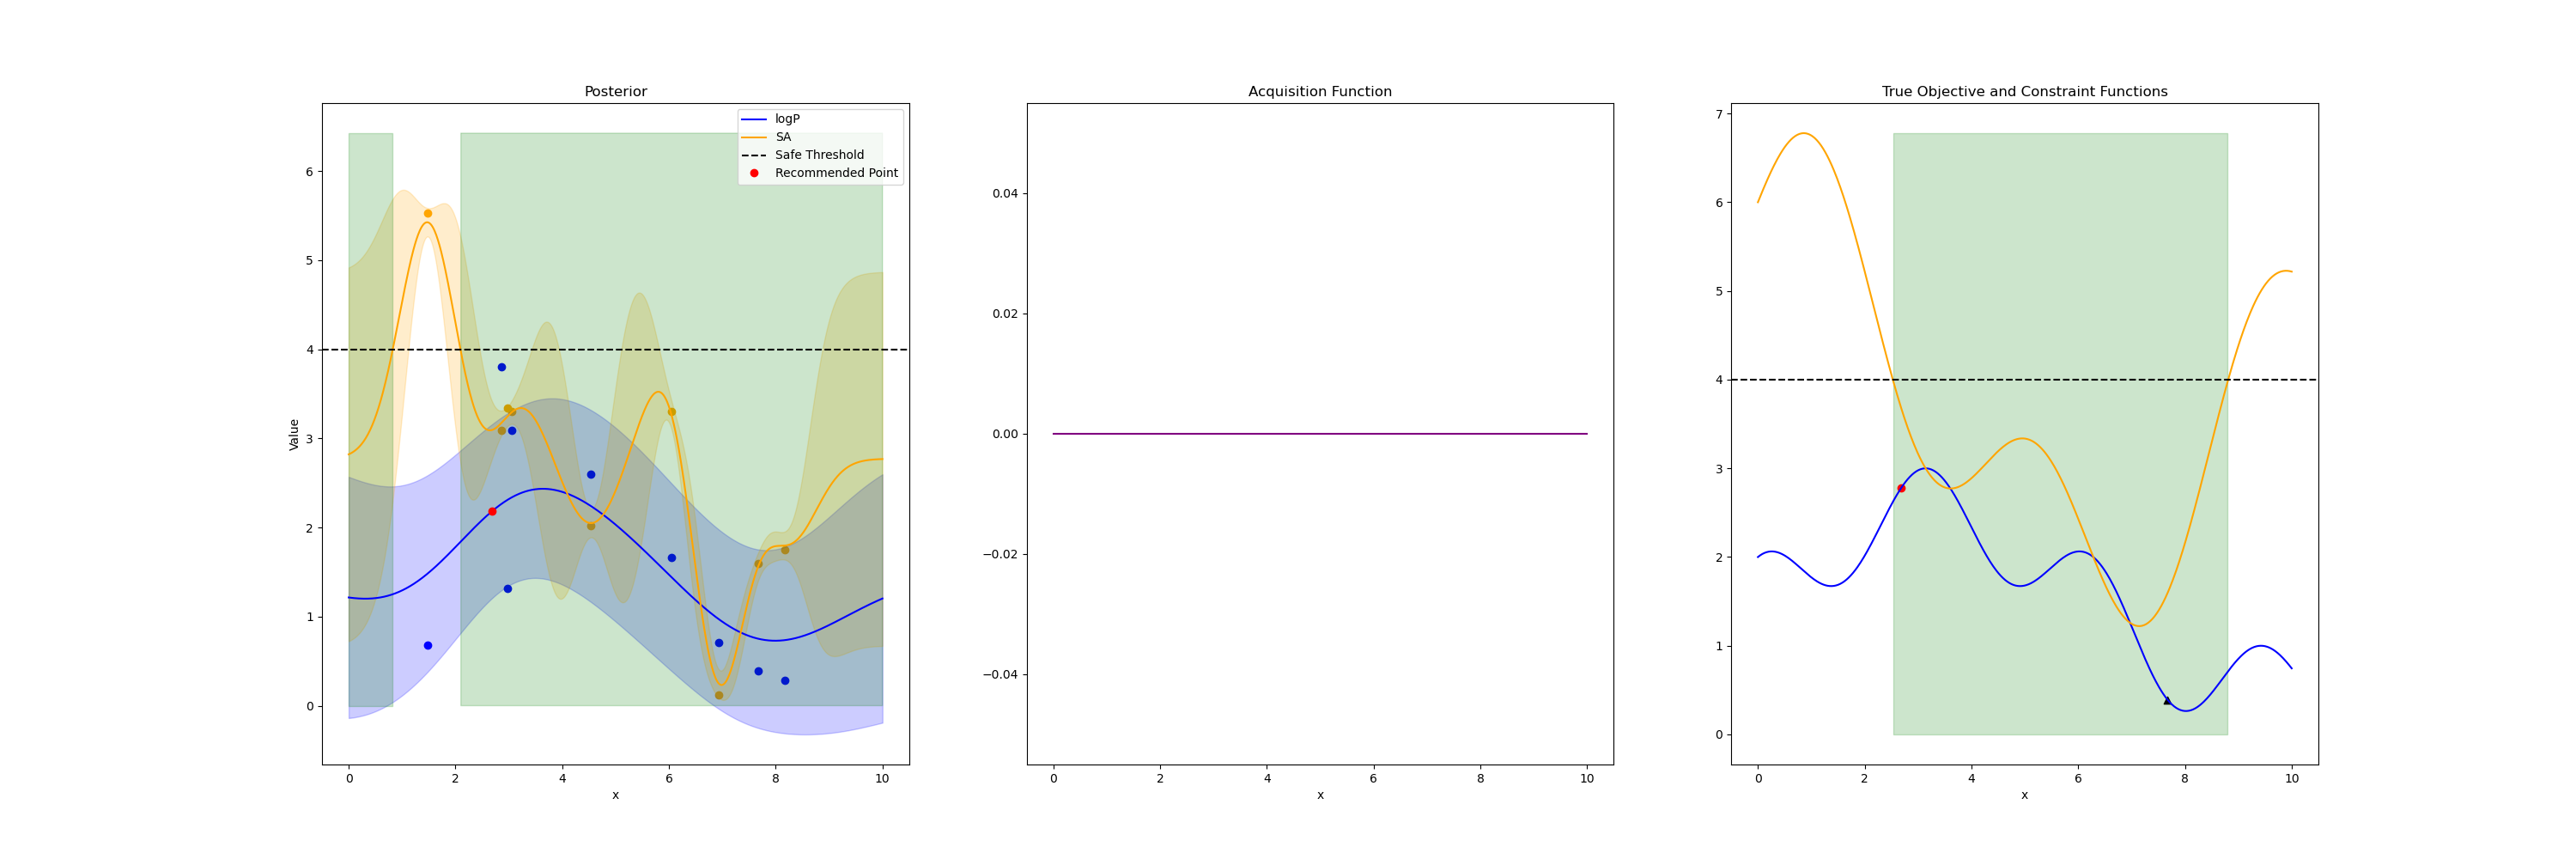 Posterior
logP
SA
Safe Threshold
Recommended Point
Value
6
5
4
3
2
1
0
0 2 4 6 8 10
x
Acquisition Function
0.04
0.02
0.00
−0.02
−0.04
0 2 4 6 8 10
x
True Objective and Constraint Functions
7
6
5
4
3
2
1
0
0 2 4 6 8 10
x